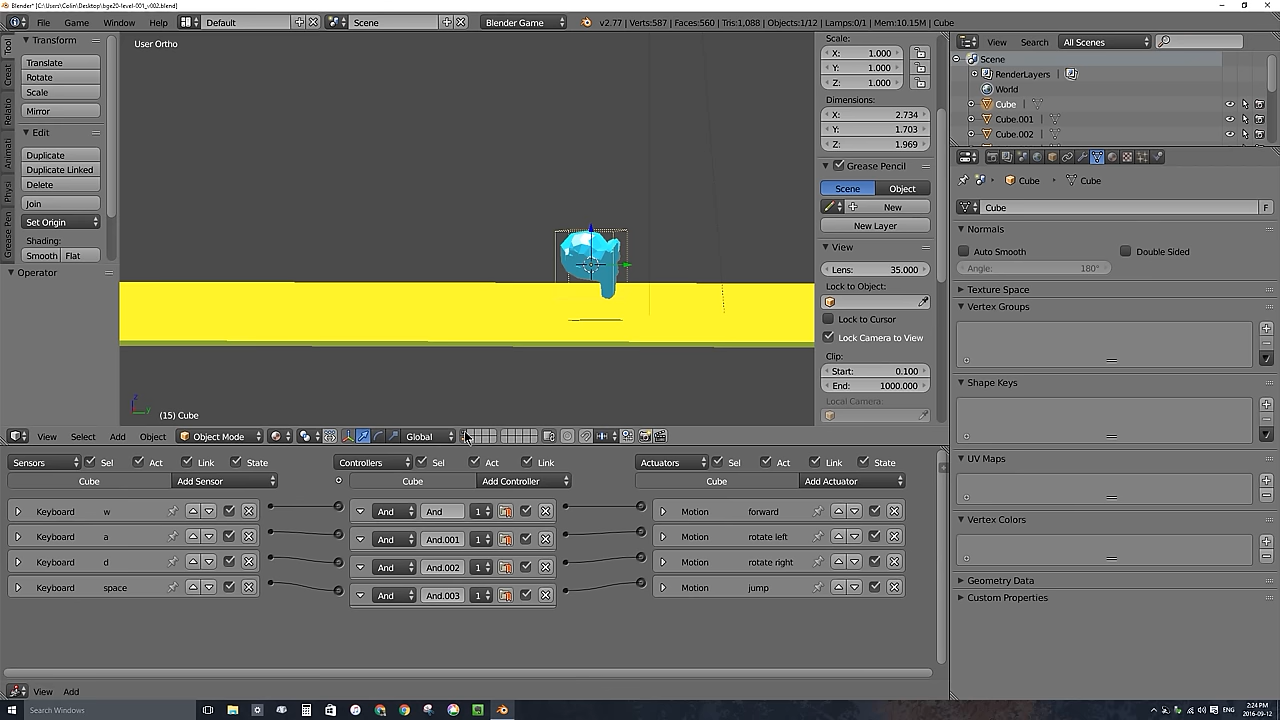 Blender* [C:\Users\Colin\Desktop\bge20-level-001_v002.blend]
File Game Window Help Default Scene Blender Game v2.77 | Verts:587 | Faces:560 | Tris:1,088 | Objects:1/12 | Lamps:0/1 | Mem:10.15M | Cube
Transform
Translate
Rotate
Scale
Mirror
Edit
Duplicate
Duplicate Linked
Delete
Join
Set Origin
Shading:
Smooth Flat
Operator
Tool
Creat
Relatio
Animati
Physi
Grease Pen
User Ortho
(15) Cube
Scale:
X: 1.000
Y: 1.000
Z: 1.000
Dimensions:
X: 2.734
Y: 1.703
Z: 1.969
Grease Pencil
Scene Object
New
New Layer
View
Lens: 35.000
Lock to Object:
Lock to Cursor
Lock Camera to View
Clip:
Start: 0.100
End: 1000.000
Local Camera:
View Search All Scenes
Scene
RenderLayers
World
Cube
Cube.001
Cube.002
Cube Cube
Cube F
Normals
Auto Smooth Double Sided
Angle: 180°
Texture Space
Vertex Groups
Shape Keys
UV Maps
Vertex Colors
Geometry Data
Custom Properties
View Select Add Object Object Mode Global
Sensors Sel Act Link State Controllers Sel Act Link Actuators Sel Act Link State
Cube Add Sensor Cube Add Controller Cube Add Actuator
Keyboard w And And 1 Motion forward
Keyboard a And And.001 1 Motion rotate left
Keyboard d And And.002 1 Motion rotate right
Keyboard space And And.003 1 Motion jump
View Add
Search Windows
ENG
2:24 PM
2016-09-12